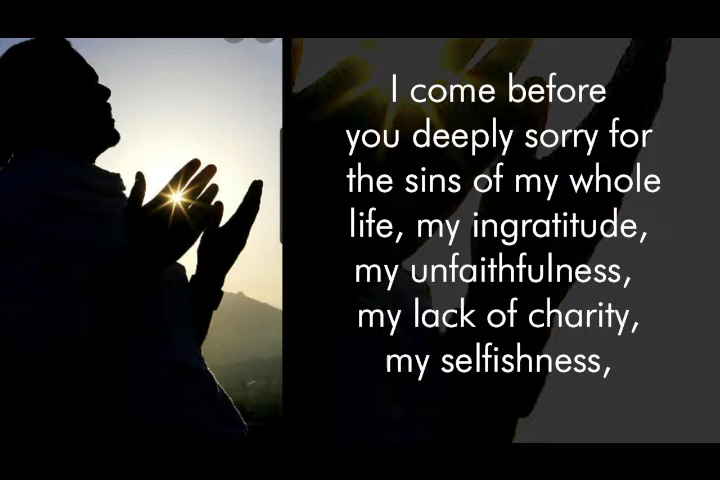 I come before
you deeply sorry for
the sins of my whole
life, my ingratitude,
my unfaithfulness,
my lack of charity,
my selfishness,